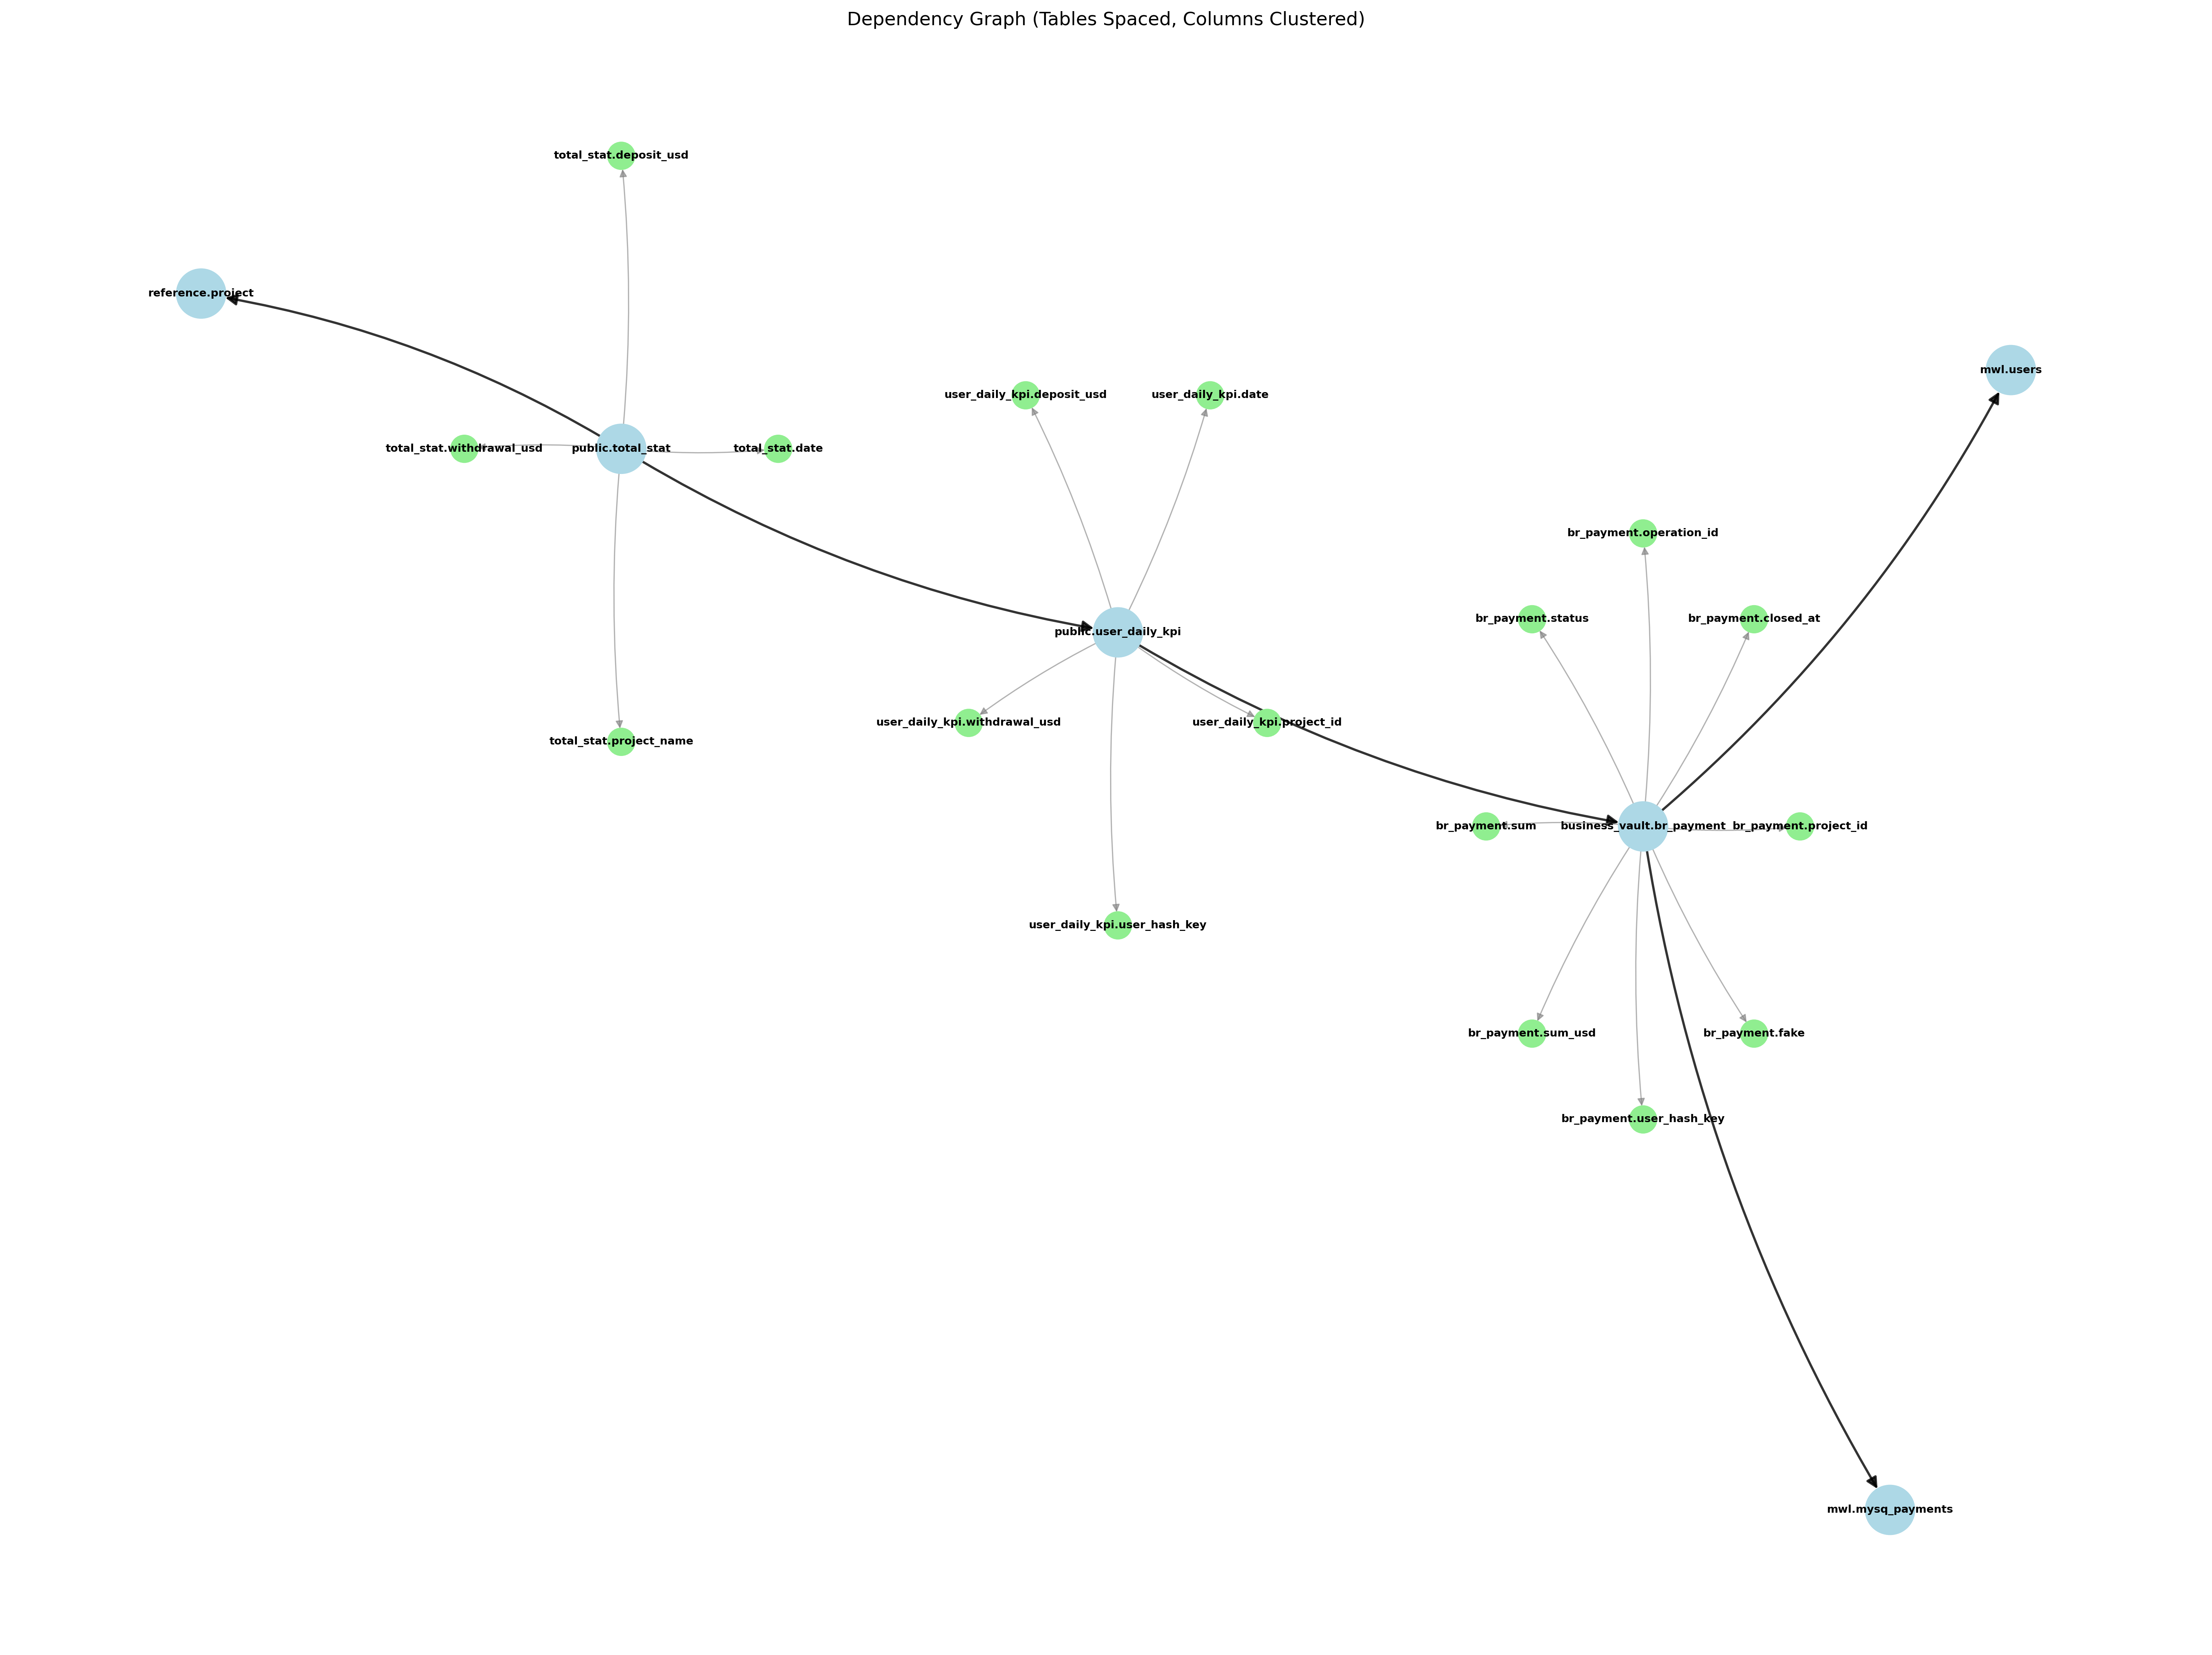 Dependency Graph (Tables Spaced, Columns Clustered)
total_stat.deposit_usd
reference.project
mwl.users
user_daily_kpi.deposit_usd
user_daily_kpi.date
total_stat.withdrawal_usd
public.total_stat
total_stat.date
br_payment.operation_id
br_payment.status
br_payment.closed_at
public.user_daily_kpi
user_daily_kpi.withdrawal_usd
user_daily_kpi.project_id
total_stat.project_name
br_payment.sum
business_vault.br_payment
br_payment.project_id
user_daily_kpi.user_hash_key
br_payment.sum_usd
br_payment.fake
br_payment.user_hash_key
mwl.mysq_payments